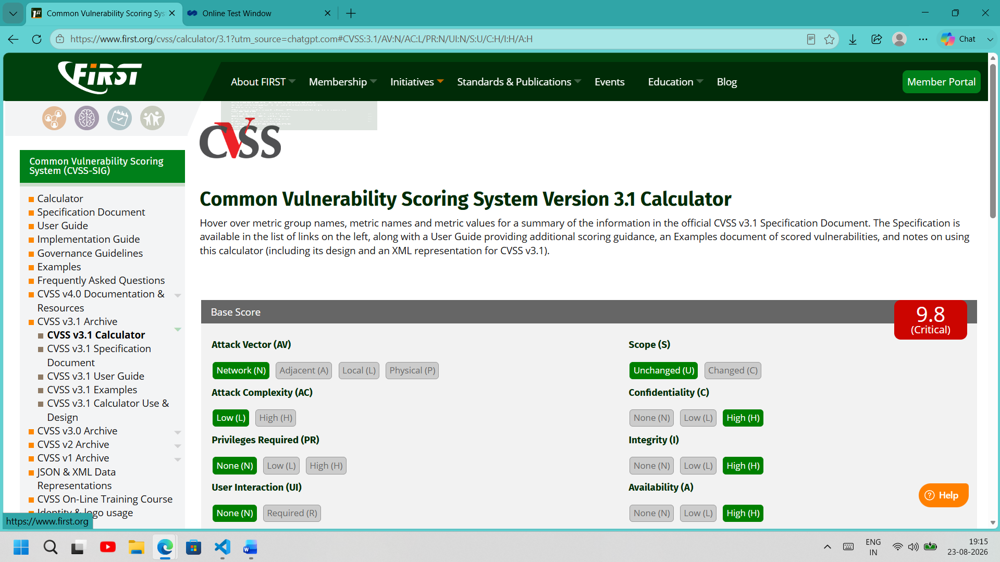 Common Vulnerability Scoring Sys
Online Test Window
https://www.first.org/cvss/calculator/3.1?utm_source=chatgpt.com#CVSS:3.1/AV:N/AC:L/PR:N/UI:N/S:U/C:H/I:H/A:H
Chat
FIRST
About FIRST
Membership
Initiatives
Standards & Publications
Events
Education
Blog
Member Portal
CVSS
Common Vulnerability Scoring
System (CVSS-SIG)
Calculator
Specification Document
User Guide
Implementation Guide
Governance Guidelines
Examples
Frequently Asked Questions
CVSS v4.0 Documentation &
Resources
CVSS v3.1 Archive
CVSS v3.1 Calculator
CVSS v3.1 Specification
Document
CVSS v3.1 User Guide
CVSS v3.1 Examples
CVSS v3.1 Calculator Use &
Design
CVSS v3.0 Archive
CVSS v2 Archive
CVSS v1 Archive
JSON & XML Data
Representations
CVSS On-Line Training Course
Identity & logo usage
https://www.first.org
Common Vulnerability Scoring System Version 3.1 Calculator
Hover over metric group names, metric names and metric values for a summary of the information in the official CVSS v3.1 Specification Document. The Specification is
available in the list of links on the left, along with a User Guide providing additional scoring guidance, an Examples document of scored vulnerabilities, and notes on using
this calculator (including its design and an XML representation for CVSS v3.1).
Base Score
9.8
(Critical)
Attack Vector (AV)
Network (N) Adjacent (A) Local (L) Physical (P)
Attack Complexity (AC)
Low (L) High (H)
Privileges Required (PR)
None (N) Low (L) High (H)
User Interaction (UI)
None (N) Required (R)
Scope (S)
Unchanged (U) Changed (C)
Confidentiality (C)
None (N) Low (L) High (H)
Integrity (I)
None (N) Low (L) High (H)
Availability (A)
None (N) Low (L) High (H)
Help
ENG
IN
19:15
23-08-2026